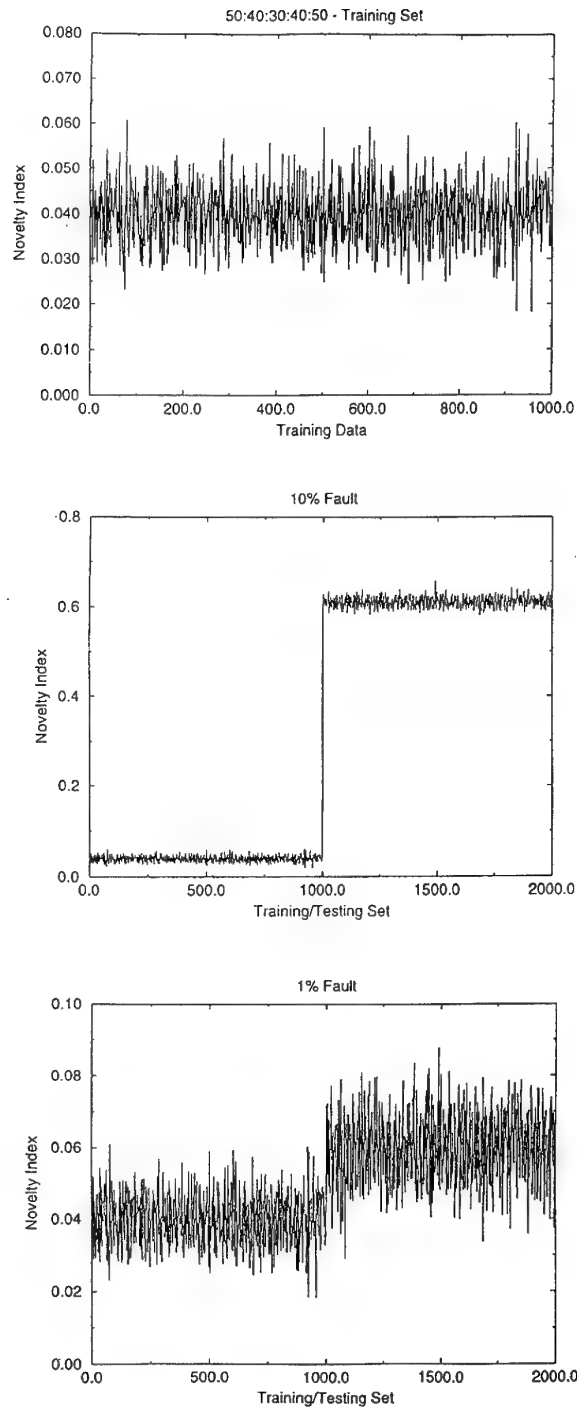 50:40:30:40:50 - Training Set
0.080
0.070
0.060
0.050
0.040
0.030
0.020
0.010
0.000
Novelty Index
0.0 200.0 400.0 600.0 800.0 1000.0
Training Data
10% Fault
0.8
0.6
0.4
0.2
0.0
Novelty Index
0.0 500.0 1000.0 1500.0 2000.0
Training/Testing Set
1% Fault
0.10
0.08
0.06
0.04
0.02
0.00
Novelty Index
0.0 500.0 1000.0 1500.0 2000.0
Training/Testing Set